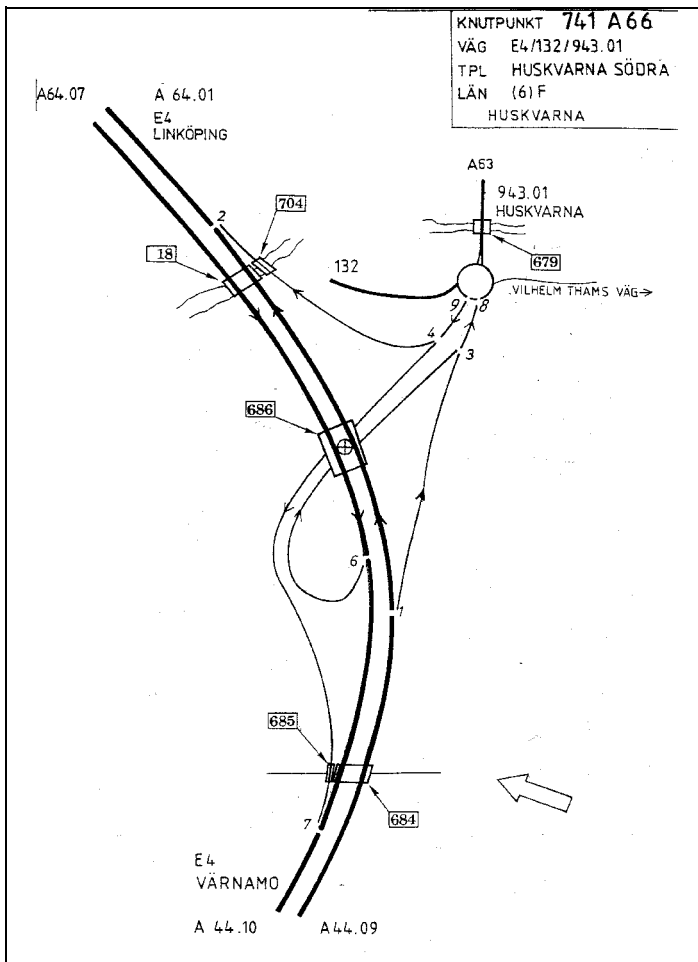 KNUTPUNKT 741 A66
VÄG E4/132/943.01
TPL HUSKVARNA SÖDRA
LÄN (6) F
HUSKVARNA
A64.07
A 64.01
E4
LINKÖPING
A63
943.01
HUSKVARNA
704
2
18
679
132
VILHELM THAMS VÄG→
9
8
4
3
686
6
1
685
684
7
E4
VÄRNAMO
A 44.10
A44.09